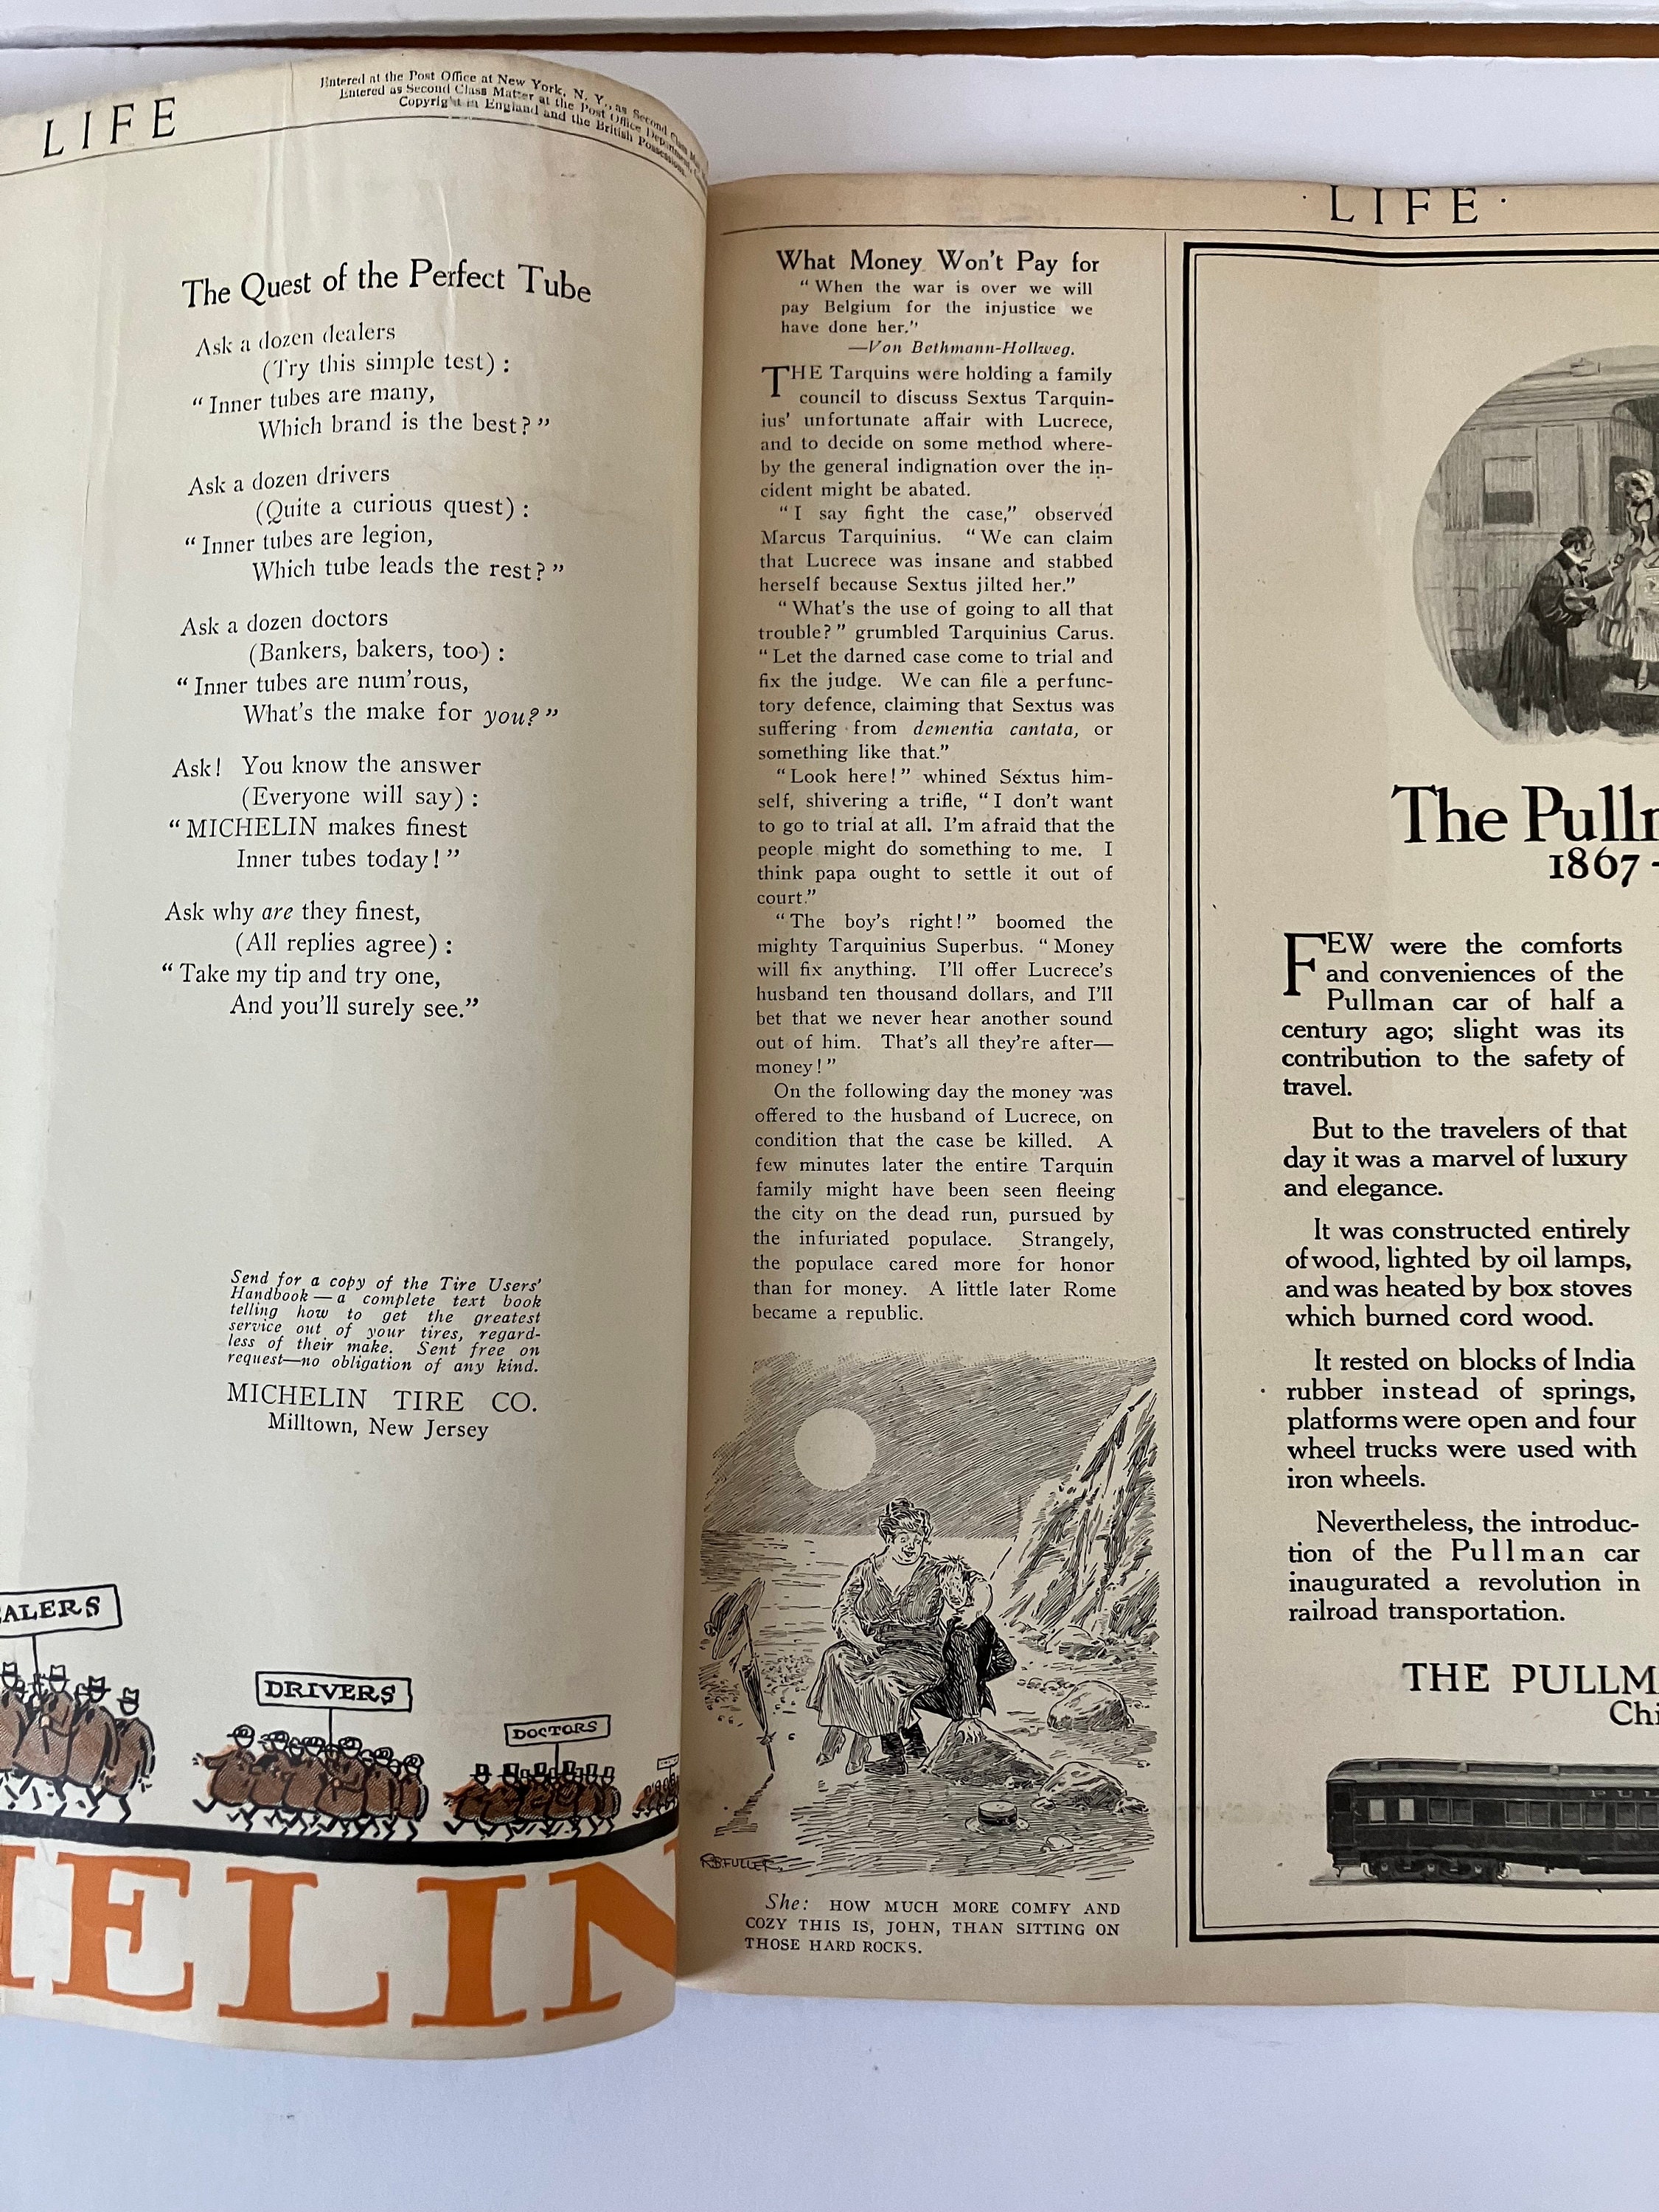 LIFE
Entered at the Post Office at New York, N. Y., as Second Class
Entered as Second Class Matter at the Post Office Department,
Copyright in England and the British Possessions.
The Quest of the Perfect Tube
Ask a dozen dealers
(Try this simple test) :
“ Inner tubes are many,
Which brand is the best? ”
Ask a dozen drivers
(Quite a curious quest) :
“ Inner tubes are legion,
Which tube leads the rest? ”
Ask a dozen doctors
(Bankers, bakers, too) :
“ Inner tubes are num'rous,
What's the make for you? ”
Ask! You know the answer
(Everyone will say) :
“ MICHELIN makes finest
Inner tubes today! ”
Ask why are they finest,
(All replies agree) :
“ Take my tip and try one,
And you'll surely see.”
Send for a copy of the Tire Users'
Handbook — a complete text book
telling how to get the greatest
service out of your tires, regard-
less of their make. Sent free on
request—no obligation of any kind.
MICHELIN TIRE CO.
Milltown, New Jersey
EALERS
DRIVERS
DOCTORS
HELIN
· LIFE ·
What Money Won't Pay for
“ When the war is over we will
pay Belgium for the injustice we
have done her.”
—Von Bethmann-Hollweg.
THE Tarquins were holding a family
council to discuss Sextus Tarquin-
ius' unfortunate affair with Lucrece,
and to decide on some method where-
by the general indignation over the in-
cident might be abated.
“ I say fight the case,” observed
Marcus Tarquinius. “ We can claim
that Lucrece was insane and stabbed
herself because Sextus jilted her.”
“ What's the use of going to all that
trouble? ” grumbled Tarquinius Carus.
“ Let the darned case come to trial and
fix the judge. We can file a perfunc-
tory defence, claiming that Sextus was
suffering from dementia cantata, or
something like that.”
“ Look here! ” whined Sextus him-
self, shivering a trifle, “ I don't want
to go to trial at all. I'm afraid that the
people might do something to me. I
think papa ought to settle it out of
court.”
“ The boy's right! ” boomed the
mighty Tarquinius Superbus. “ Money
will fix anything. I'll offer Lucrece's
husband ten thousand dollars, and I'll
bet that we never hear another sound
out of him. That's all they're after—
money! ”
On the following day the money was
offered to the husband of Lucrece, on
condition that the case be killed. A
few minutes later the entire Tarquin
family might have been seen fleeing
the city on the dead run, pursued by
the infuriated populace. Strangely,
the populace cared more for honor
than for money. A little later Rome
became a republic.
RB FULLER.
She: HOW MUCH MORE COMFY AND
COZY THIS IS, JOHN, THAN SITTING ON
THOSE HARD ROCKS.
The Pullm
1867 -
FEW were the comforts
and conveniences of the
Pullman car of half a
century ago; slight was its
contribution to the safety of
travel.
But to the travelers of that
day it was a marvel of luxury
and elegance.
It was constructed entirely
of wood, lighted by oil lamps,
and was heated by box stoves
which burned cord wood.
It rested on blocks of India
rubber instead of springs,
platforms were open and four
wheel trucks were used with
iron wheels.
Nevertheless, the introduc-
tion of the Pullman car
inaugurated a revolution in
railroad transportation.
THE PULLMA
Chi
PUL